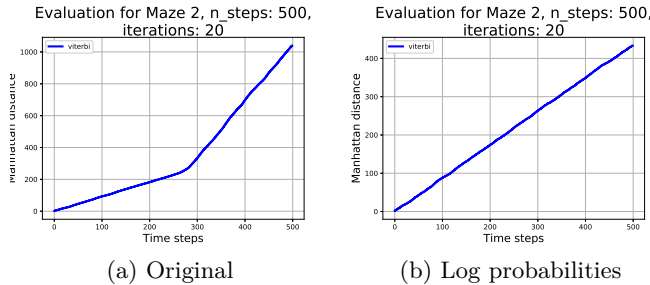 Evaluation for Maze 2, n_steps: 500,
iterations: 20
viterbi
Manhattan distance
1000
800
600
400
200
0
0 100 200 300 400 500
Time steps
(a) Original
Evaluation for Maze 2, n_steps: 500,
iterations: 20
viterbi
Manhattan distance
400
300
200
100
0
0 100 200 300 400 500
Time steps
(b) Log probabilities